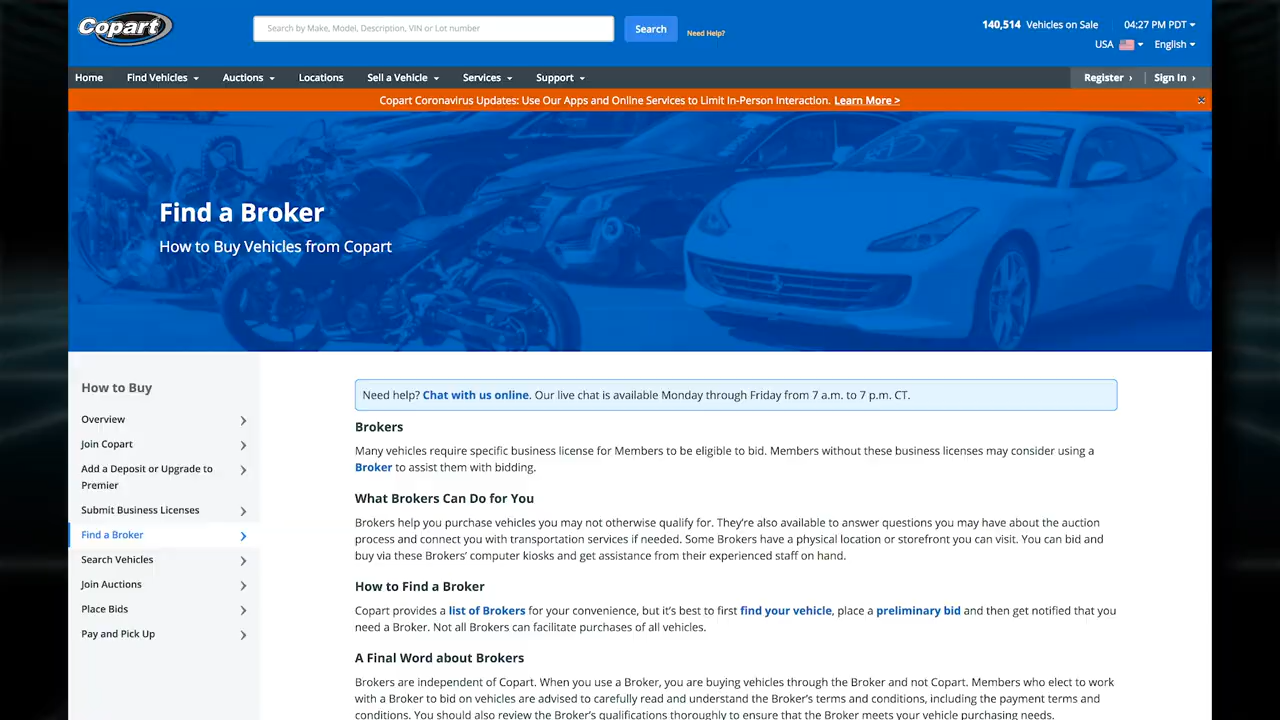 Copart
Search by Make, Model, Description, VIN or Lot number
Search
Need Help?
140,514 Vehicles on Sale
04:27 PM PDT
USA
English
Home
Find Vehicles
Auctions
Locations
Sell a Vehicle
Services
Support
Register
Sign In
Copart Coronavirus Updates: Use Our Apps and Online Services to Limit In-Person Interaction. Learn More >
Find a Broker
How to Buy Vehicles from Copart
How to Buy
Overview
Join Copart
Add a Deposit or Upgrade to
Premier
Submit Business Licenses
Find a Broker
Search Vehicles
Join Auctions
Place Bids
Pay and Pick Up
Need help? Chat with us online. Our live chat is available Monday through Friday from 7 a.m. to 7 p.m. CT.
Brokers
Many vehicles require specific business license for Members to be eligible to bid. Members without these business licenses may consider using a
Broker to assist them with bidding.
What Brokers Can Do for You
Brokers help you purchase vehicles you may not otherwise qualify for. They're also available to answer questions you may have about the auction
process and connect you with transportation services if needed. Some Brokers have a physical location or storefront you can visit. You can bid and
buy via these Brokers' computer kiosks and get assistance from their experienced staff on hand.
How to Find a Broker
Copart provides a list of Brokers for your convenience, but it's best to first find your vehicle, place a preliminary bid and then get notified that you
need a Broker. Not all Brokers can facilitate purchases of all vehicles.
A Final Word about Brokers
Brokers are independent of Copart. When you use a Broker, you are buying vehicles through the Broker and not Copart. Members who elect to work
with a Broker to bid on vehicles are advised to carefully read and understand the Broker's terms and conditions, including the payment terms and
conditions. You should also review the Broker's qualifications thoroughly to ensure that the Broker meets your vehicle purchasing needs.